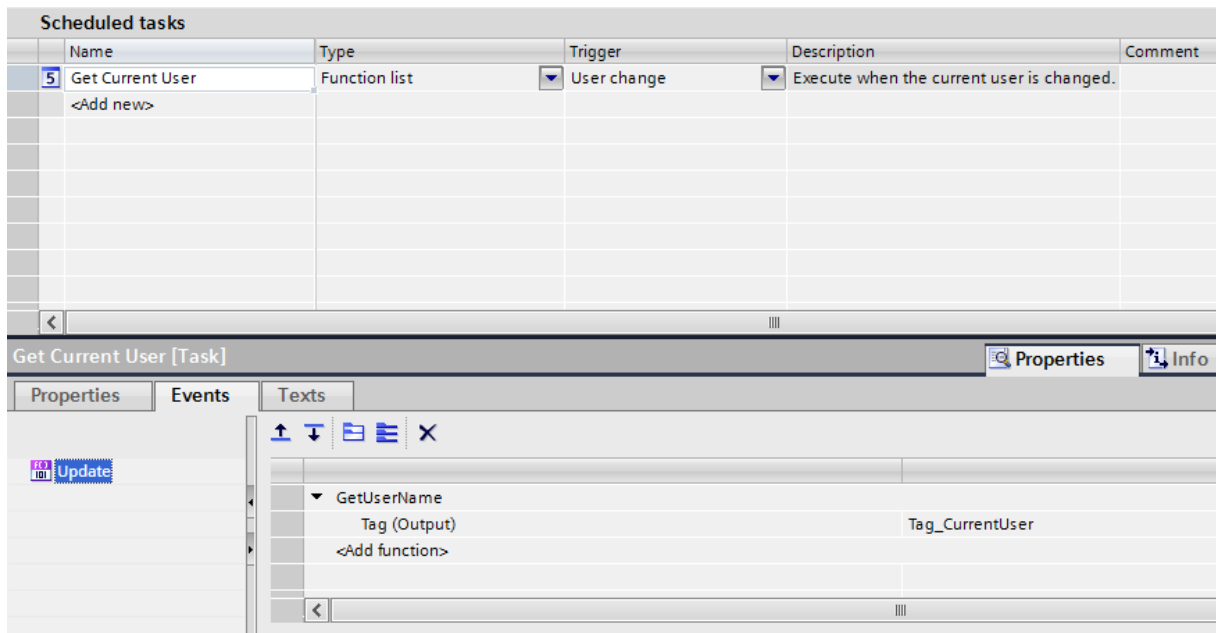 Scheduled tasks
Name Type Trigger Description Comment
5 Get Current User Function list User change Execute when the current user is changed.
<Add new>
Get Current User [Task] Properties Info
Properties Events Texts
Update
GetUserName
Tag (Output) Tag_CurrentUser
<Add function>